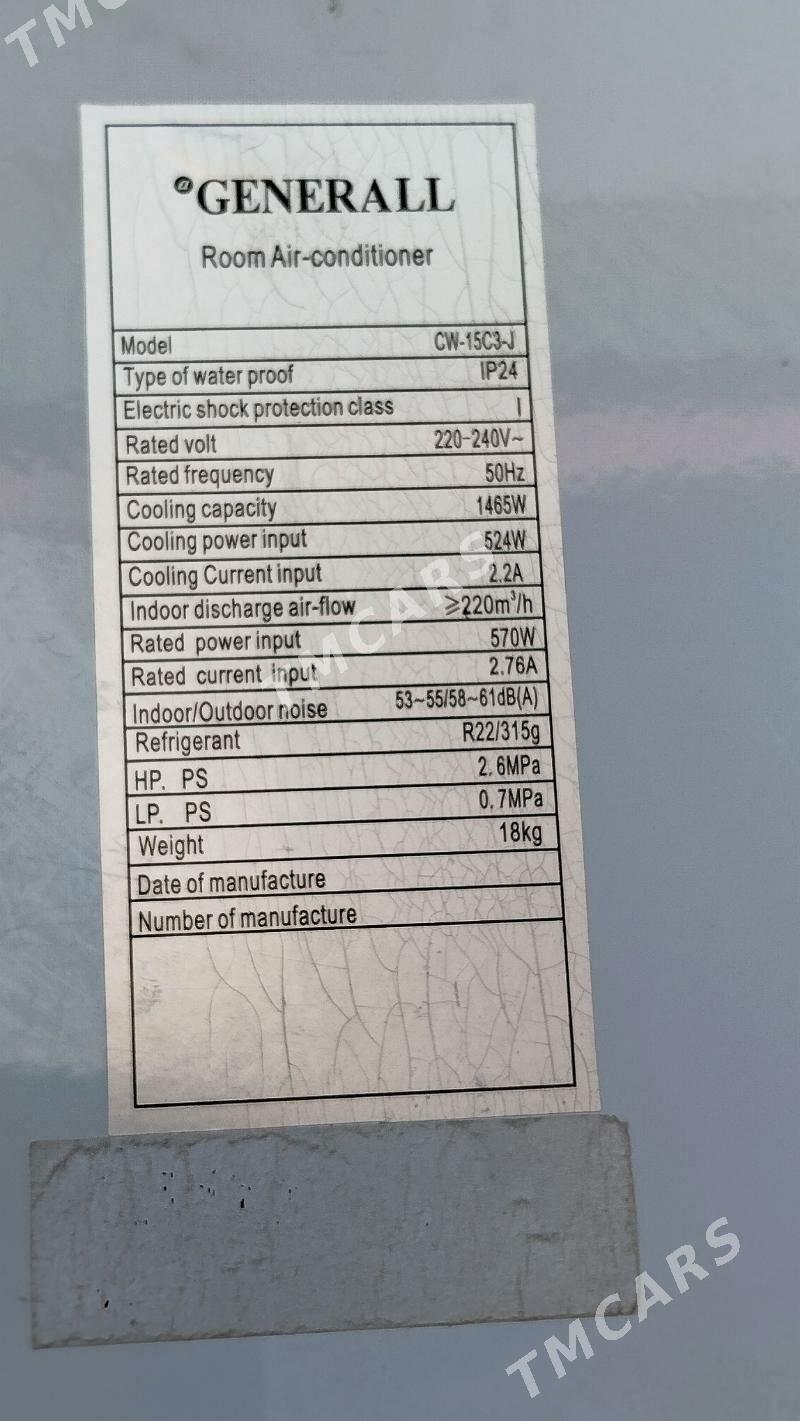 TMCARS
@GENERALL
Room Air-conditioner
Model CW-15C3-J
Type of water proof IP24
Electric shock protection class I
Rated volt 220-240V~
Rated frequency 50Hz
Cooling capacity 1465W
Cooling power input 524W
Cooling Current input 2.2A
Indoor discharge air-flow ≥220m³/h
Rated power input 570W
Rated current input 2.76A
Indoor/Outdoor noise 53~55/58~61dB(A)
Refrigerant R22/315g
HP. PS 2.6MPa
LP. PS 0.7MPa
Weight 18kg
Date of manufacture
Number of manufacture
TMCARS
TMCARS